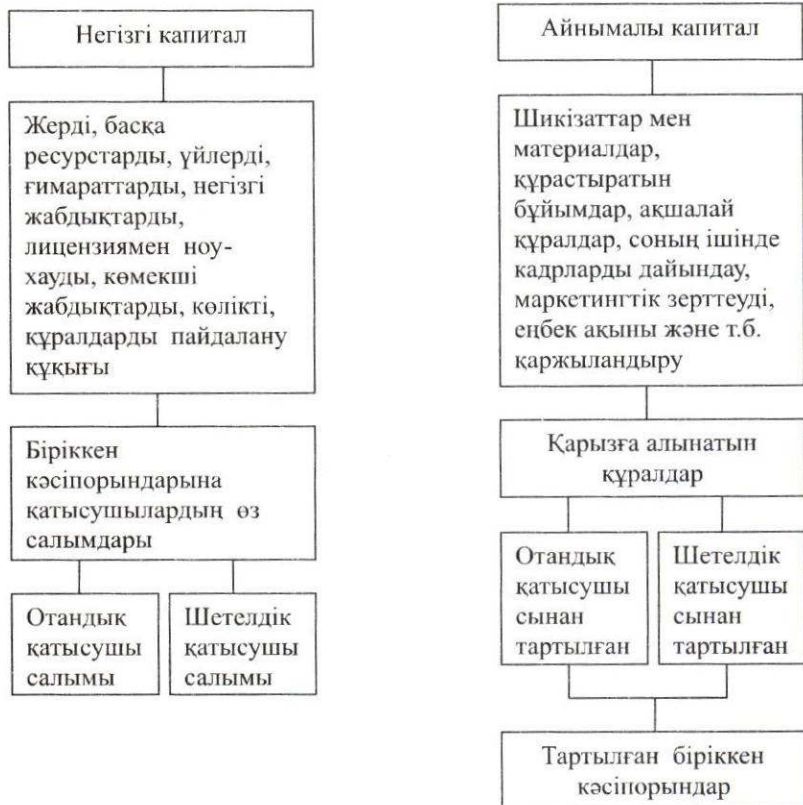 Негізгі капитал
Жерді, басқа
ресурстарды, үйлерді,
ғимараттарды, негізгі
жабдықтарды,
лицензиямен ноу-
хауды, көмекші
жабдықтарды, көлікті,
құралдарды пайдалану
құқығы
Біріккен
кәсіпорындарына
қатысушылардың өз
салымдары
Отандық
қатысушы
салымы
Шетелдік
қатысушы
салымы
Айнымалы капитал
Шикізаттар мен
материалдар,
құрастыратын
бұйымдар, ақшалай
құралдар, соның ішінде
кадрларды дайындау,
маркетингтік зерттеуді,
еңбек ақыны және т.б.
қаржыландыру
Қарызға алынатын
құралдар
Отандық
қатысушы
сынан
тартылған
Шетелдік
қатысушы
сынан
тартылған
Тартылған біріккен
кәсіпорындар